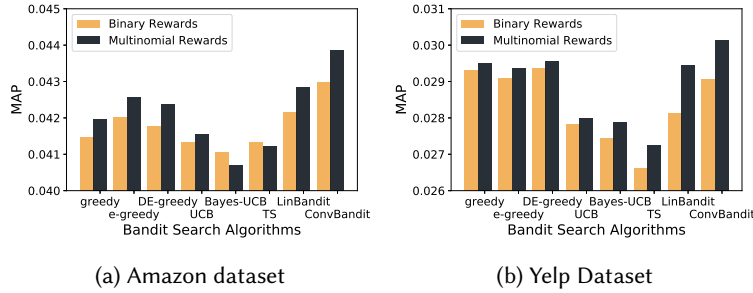 Binary Rewards
Multinomial Rewards
MAP
0.045
0.044
0.043
0.042
0.041
0.040
greedy DE-greedy Bayes-UCB LinBandit
e-greedy UCB TS ConvBandit
Bandit Search Algorithms
(a) Amazon dataset
Binary Rewards
Multinomial Rewards
MAP
0.031
0.030
0.029
0.028
0.027
0.026
greedy DE-greedy Bayes-UCB LinBandit
e-greedy UCB TS ConvBandit
Bandit Search Algorithms
(b) Yelp Dataset